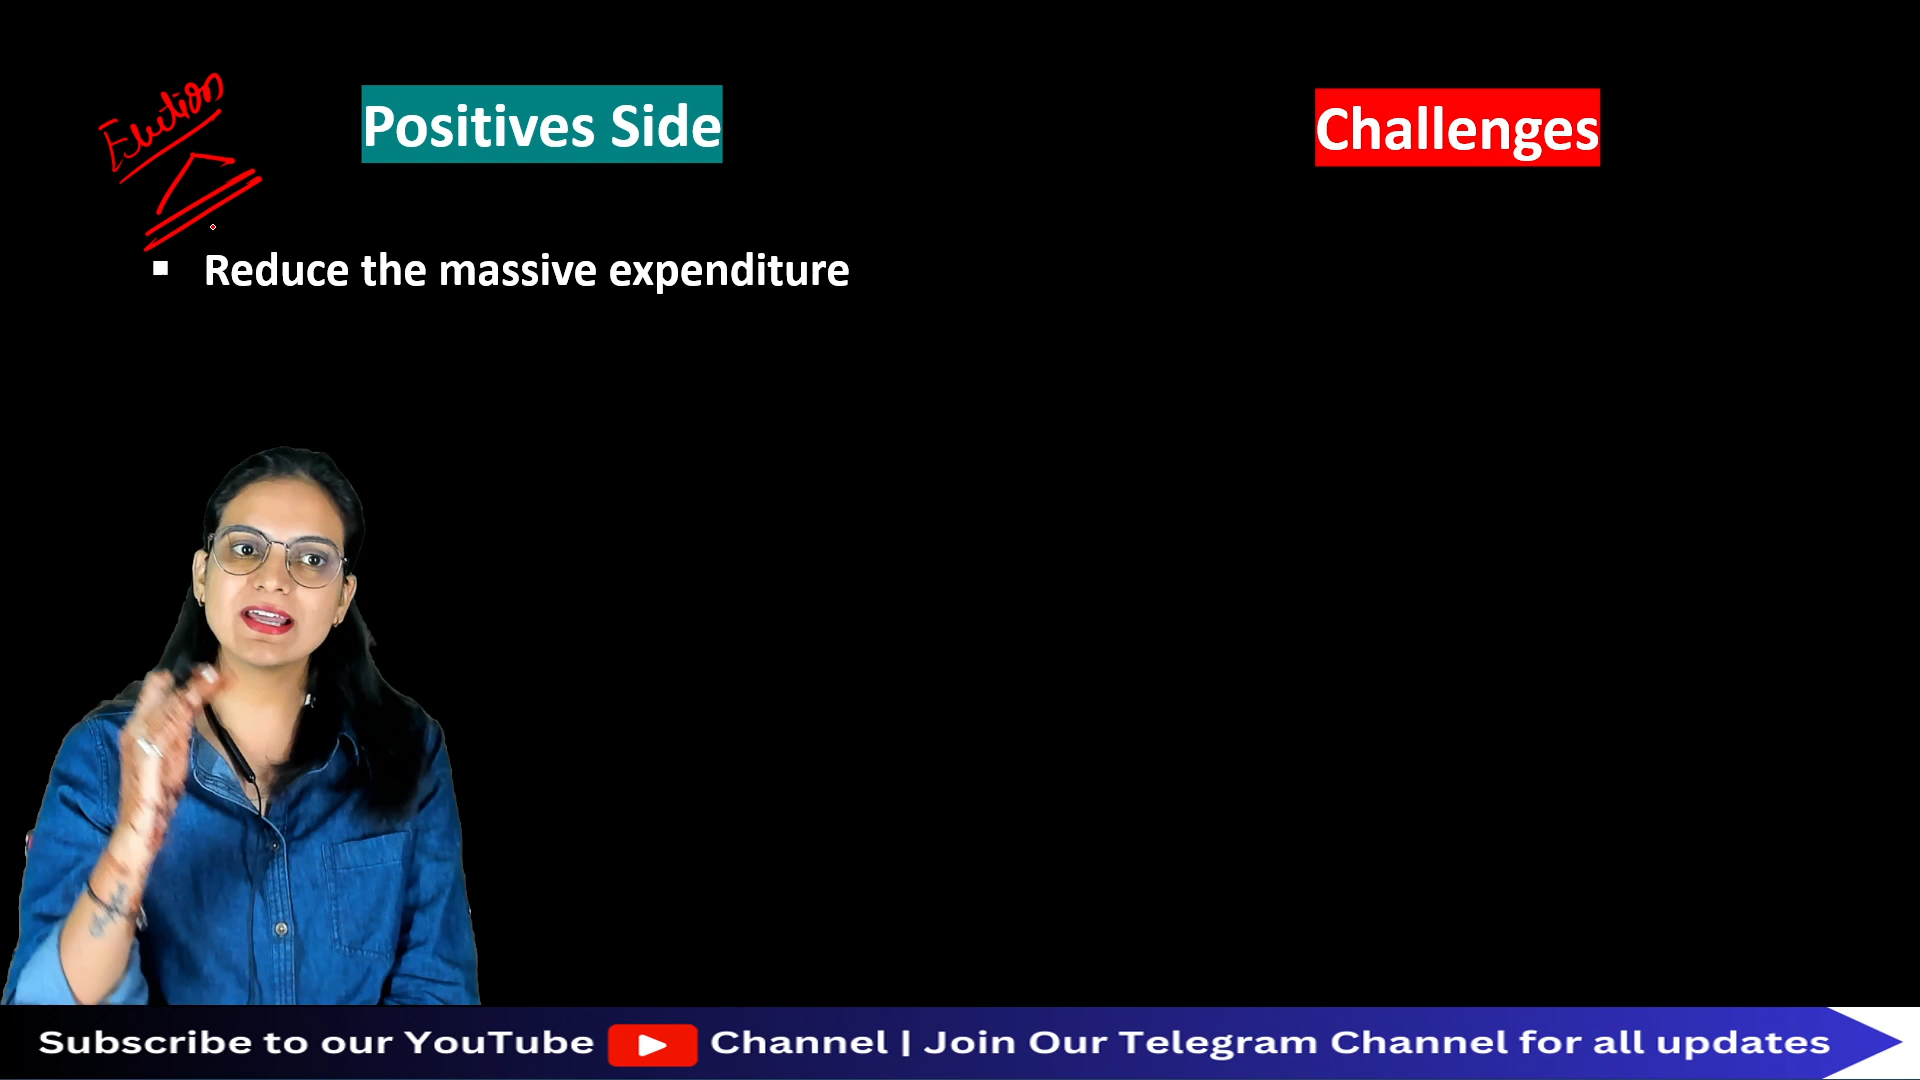 Election
Positives Side
Challenges
▪ Reduce the massive expenditure
Subscribe to our YouTube Channel | Join Our Telegram Channel for all updates